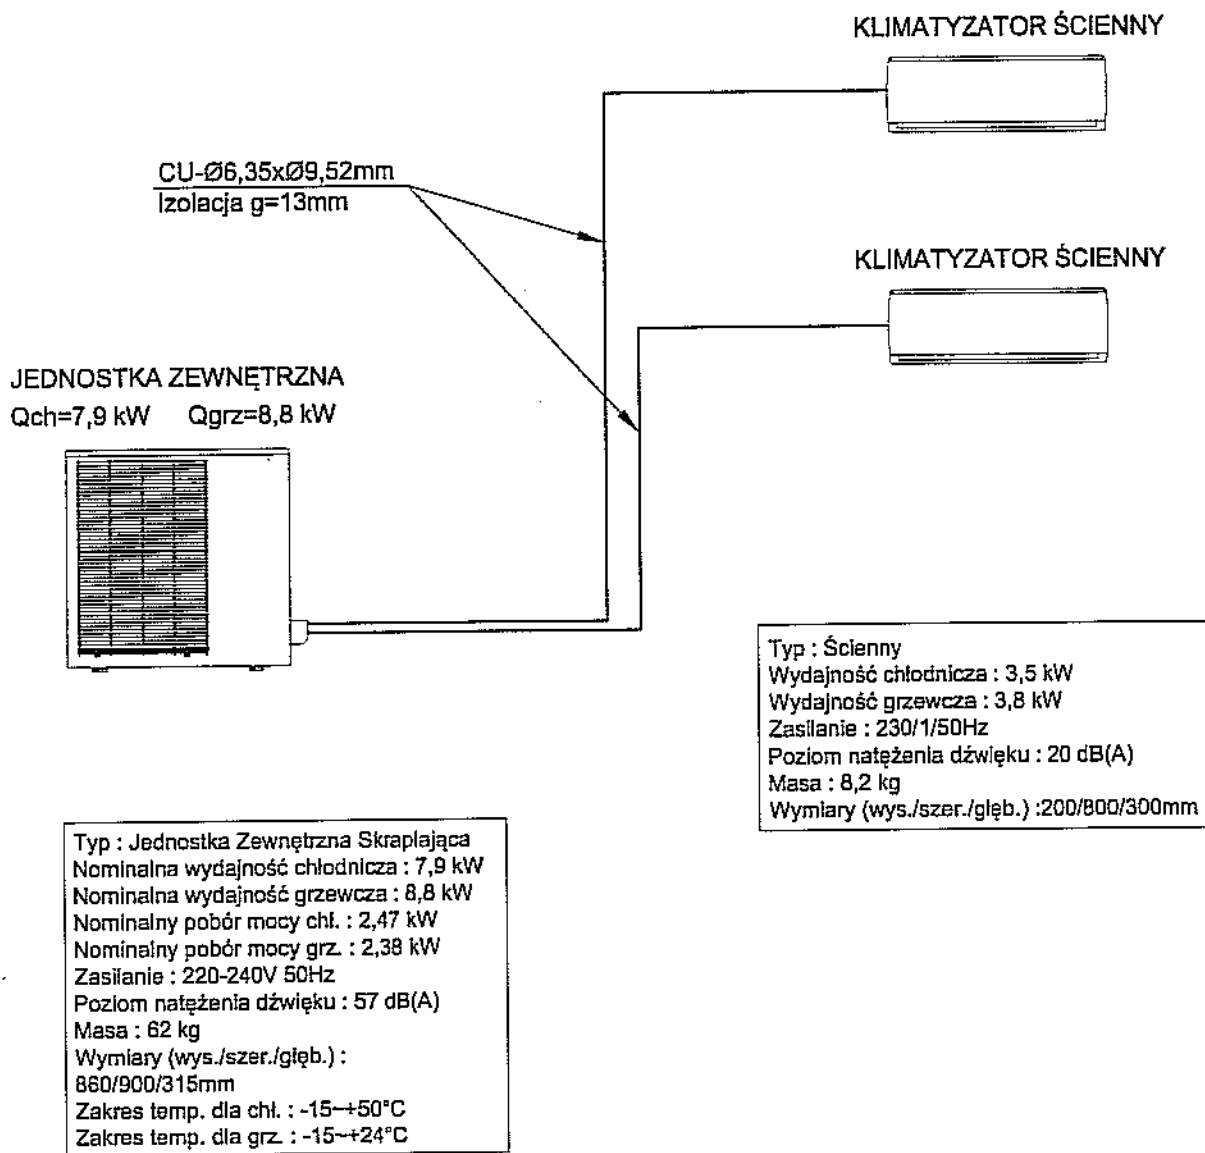 KLIMATYZATOR ŚCIENNY
CU-Ø6,35xØ9,52mm
Izolacja g=13mm
KLIMATYZATOR ŚCIENNY
JEDNOSTKA ZEWNĘTRZNA
Qch=7,9 kW Qgrz=8,8 kW
Typ : Ścienny
Wydajność chłodnicza : 3,5 kW
Wydajność grzewcza : 3,8 kW
Zasilanie : 230/1/50Hz
Poziom natężenia dźwięku : 20 dB(A)
Masa : 8,2 kg
Wymiary (wys./szer./głęb.) :200/800/300mm
Typ : Jednostka Zewnętrzna Skraplająca
Nominalna wydajność chłodnicza : 7,9 kW
Nominalna wydajność grzewcza : 8,8 kW
Nominalny pobór mocy chł. : 2,47 kW
Nominalny pobór mocy grz. : 2,38 kW
Zasilanie : 220-240V 50Hz
Poziom natężenia dźwięku : 57 dB(A)
Masa : 62 kg
Wymiary (wys./szer./głęb.) :
860/900/315mm
Zakres temp. dla chł. : -15~+50°C
Zakres temp. dla grz. : -15~+24°C